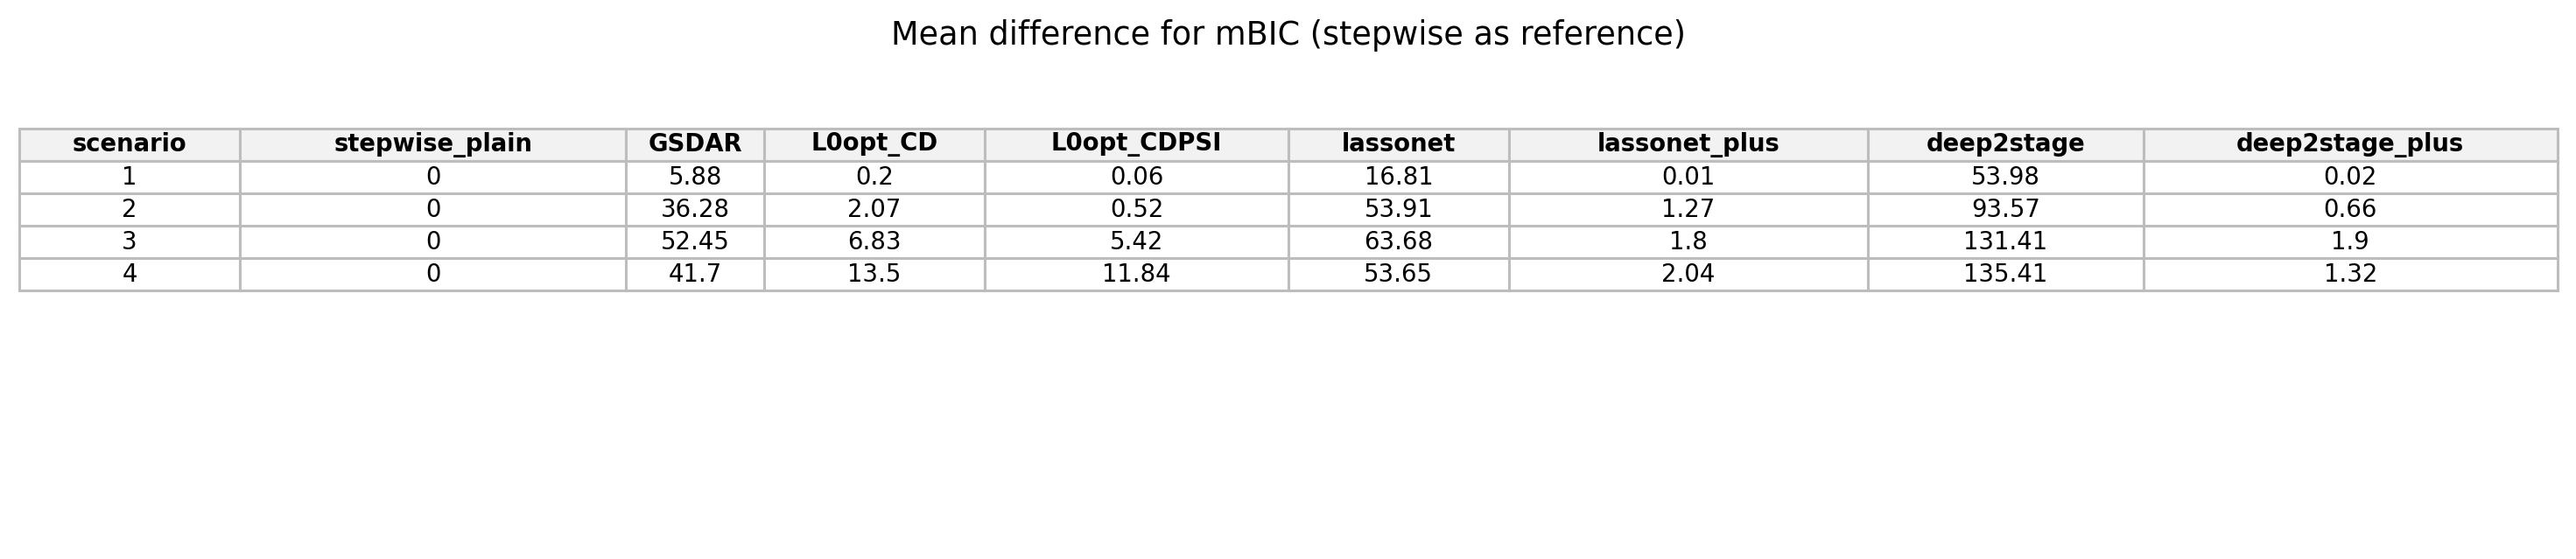 Mean difference for mBIC (stepwise as reference)
scenario stepwise_plain GSDAR L0opt_CD L0opt_CDPSI lassonet lassonet_plus deep2stage deep2stage_plus
1 0 5.88 0.2 0.06 16.81 0.01 53.98 0.02
2 0 36.28 2.07 0.52 53.91 1.27 93.57 0.66
3 0 52.45 6.83 5.42 63.68 1.8 131.41 1.9
4 0 41.7 13.5 11.84 53.65 2.04 135.41 1.32